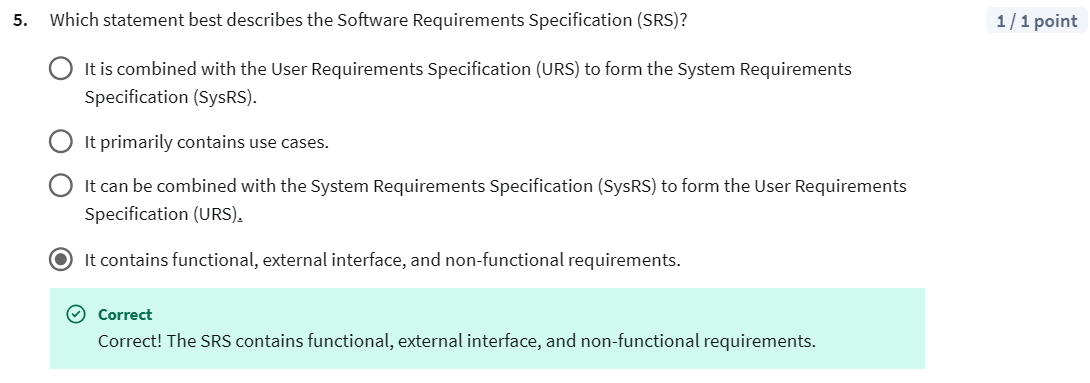 5. Which statement best describes the Software Requirements Specification (SRS)? 1 / 1 point
It is combined with the User Requirements Specification (URS) to form the System Requirements
Specification (SysRS).
It primarily contains use cases.
It can be combined with the System Requirements Specification (SysRS) to form the User Requirements
Specification (URS).
It contains functional, external interface, and non-functional requirements.
Correct
Correct! The SRS contains functional, external interface, and non-functional requirements.